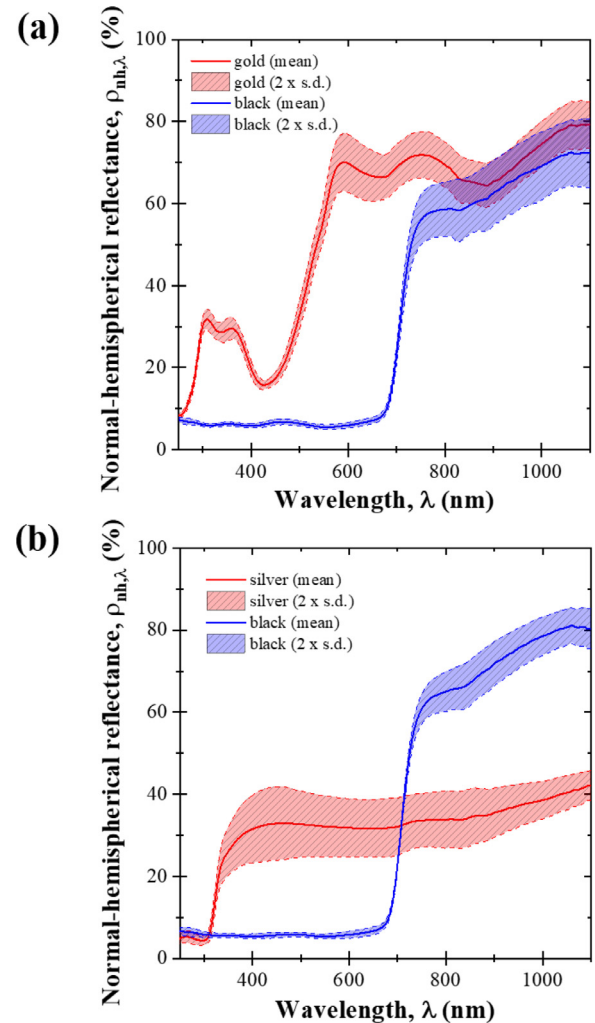 (a)
Normal-hemispherical reflectance, ρnh,λ (%)
100
80
60
40
20
0
gold (mean)
gold (2 x s.d.)
black (mean)
black (2 x s.d.)
400 600 800 1000
Wavelength, λ (nm)
(b)
Normal-hemispherical reflectance, ρnh,λ (%)
100
80
60
40
20
0
silver (mean)
silver (2 x s.d.)
black (mean)
black (2 x s.d.)
400 600 800 1000
Wavelength, λ (nm)